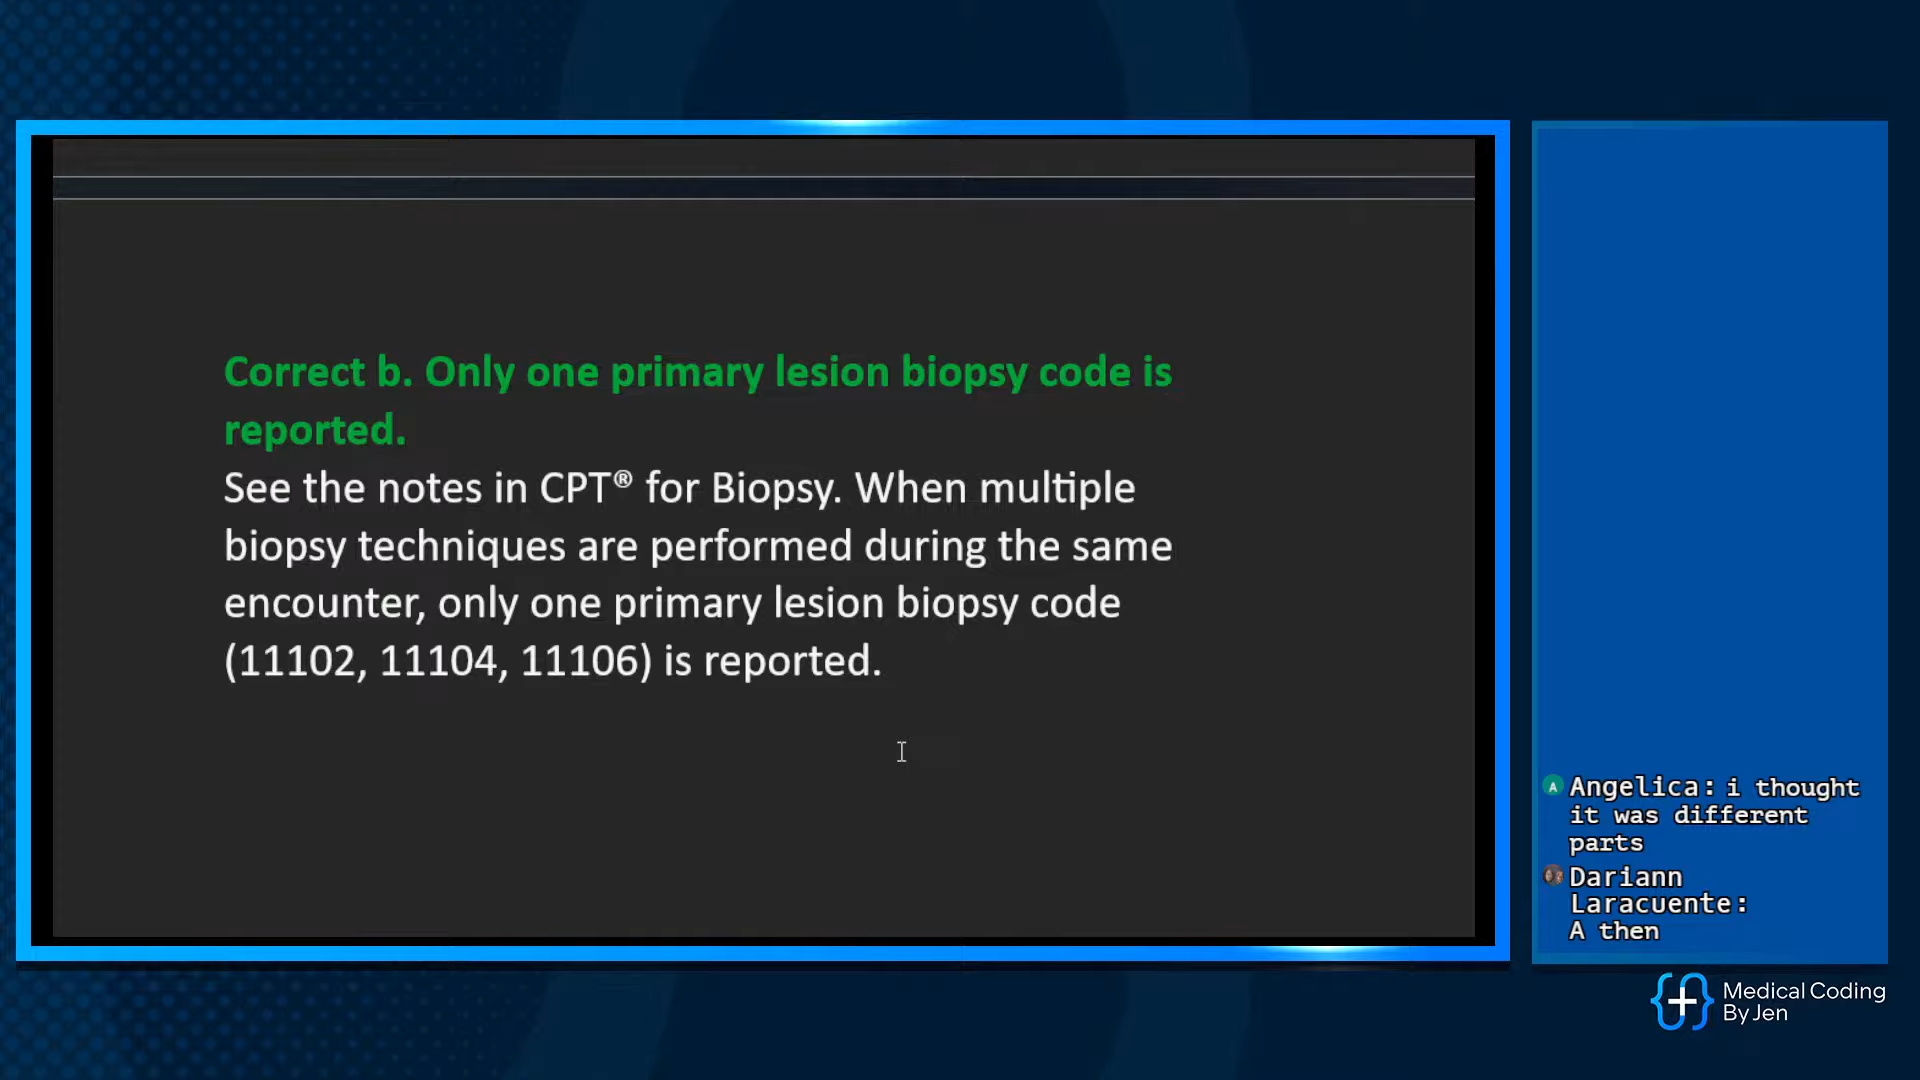 Correct b. Only one primary lesion biopsy code is
reported.
See the notes in CPT® for Biopsy. When multiple
biopsy techniques are performed during the same
encounter, only one primary lesion biopsy code
(11102, 11104, 11106) is reported.
A
Angelica: i thought
it was different
parts
Dariann
Laracuente:
A then
Medical Coding
By Jen